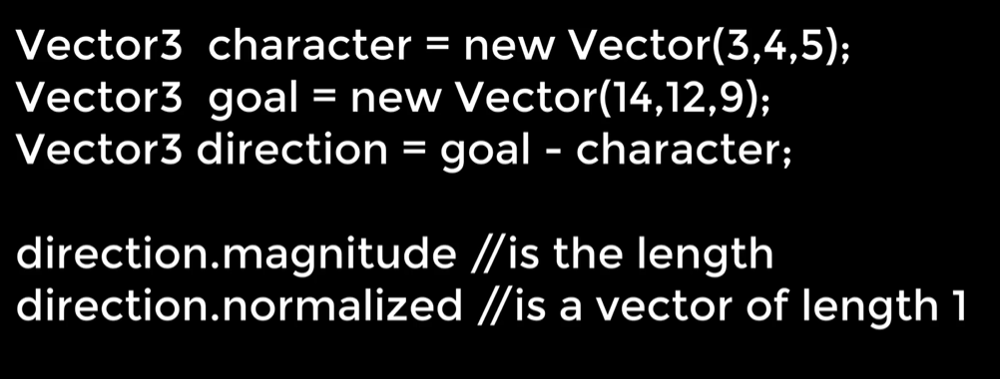 Vector3 character = new Vector(3,4,5);
Vector3 goal = new Vector(14,12,9);
Vector3 direction = goal - character;
direction.magnitude //is the length
direction.normalized //is a vector of length 1